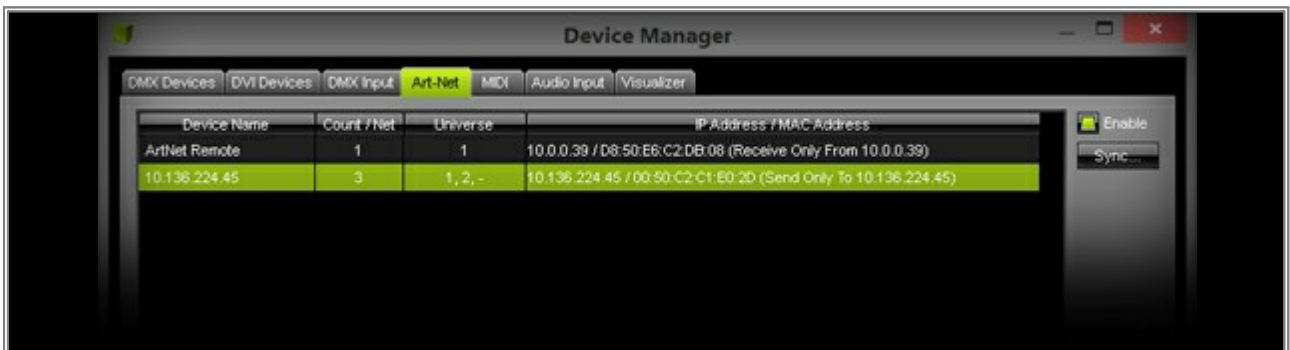 Device Manager
DMX Devices DVI Devices DMX Input Art-Net MIDI Audio Input Visualizer
Device Name Count / Net Universe IP Address / MAC Address Enable
ArtNet Remote 1 1 10.0.0.39 / D8:50:E6:C2:DB:08 (Receive Only From 10.0.0.39) Sync...
10.136.224.45 3 1, 2, - 10.136.224.45 / 00:50:C2:C1:E0:2D (Send Only To 10.136.224.45)